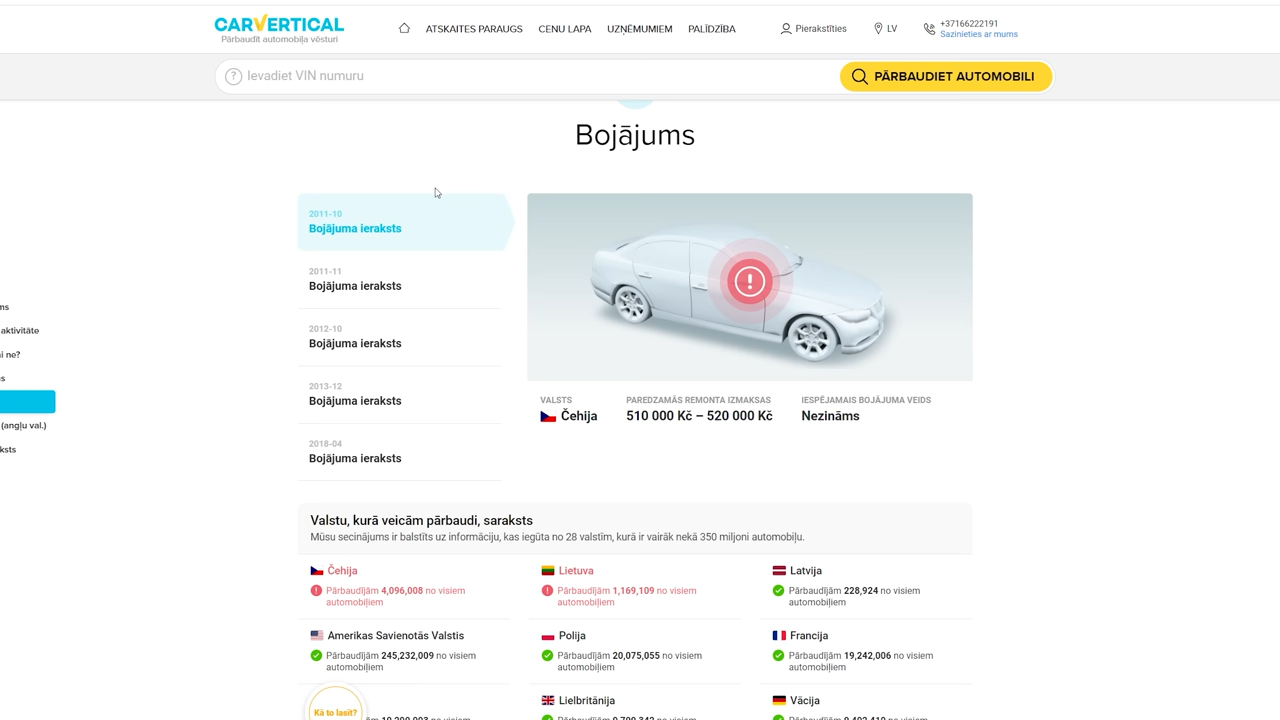 CARVERTICAL
Pārbaudīt automobiļa vēsturi
ATSKAITES PARAUGS
CENU LAPA
UZŅĒMUMIEM
PALĪDZĪBA
Pierakstīties
LV
+37166222191
Sazinieties ar mums
? Ievadiet VIN numuru
PĀRBAUDIET AUTOMOBILI
Bojājums
2011-10
Bojājuma ieraksts
2011-11
Bojājuma ieraksts
2012-10
Bojājuma ieraksts
2013-12
Bojājuma ieraksts
2018-04
Bojājuma ieraksts
ms
aktivitāte
ai ne?
us
(angļu val.)
ksts
VALSTS
Čehija
PAREDZAMĀS REMONTA IZMAKSAS
510 000 Kč – 520 000 Kč
IESPĒJAMAIS BOJĀJUMA VEIDS
Nezināms
Valstu, kurā veicām pārbaudi, saraksts
Mūsu secinājums ir balstīts uz informāciju, kas iegūta no 28 valstīm, kurā ir vairāk nekā 350 miljoni automobiļu.
Čehija
Pārbaudījām 4,096,008 no visiem
automobiļiem
Lietuva
Pārbaudījām 1,169,109 no visiem
automobiļiem
Latvija
Pārbaudījām 228,924 no visiem
automobiļiem
Amerikas Savienotās Valstis
Pārbaudījām 245,232,009 no visiem
automobiļiem
Polija
Pārbaudījām 20,075,055 no visiem
automobiļiem
Francija
Pārbaudījām 19,242,006 no visiem
automobiļiem
Kā to lasīt?
Lielbritānija
Vācija